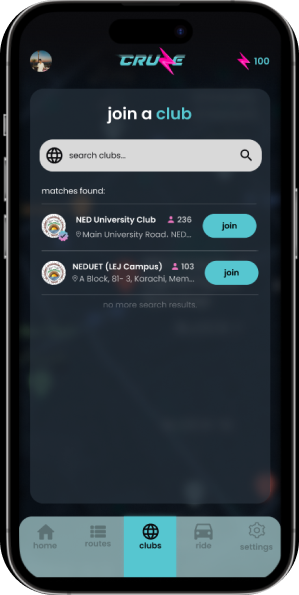 CRUZE
100
join a club
search clubs...
matches found:
NED University Club 236
Main University Road, NED...
join
NEDUET (LEJ Campus) 103
A Block, 81- 3, Karachi, Mem...
join
no more search results.
home routes clubs ride settings